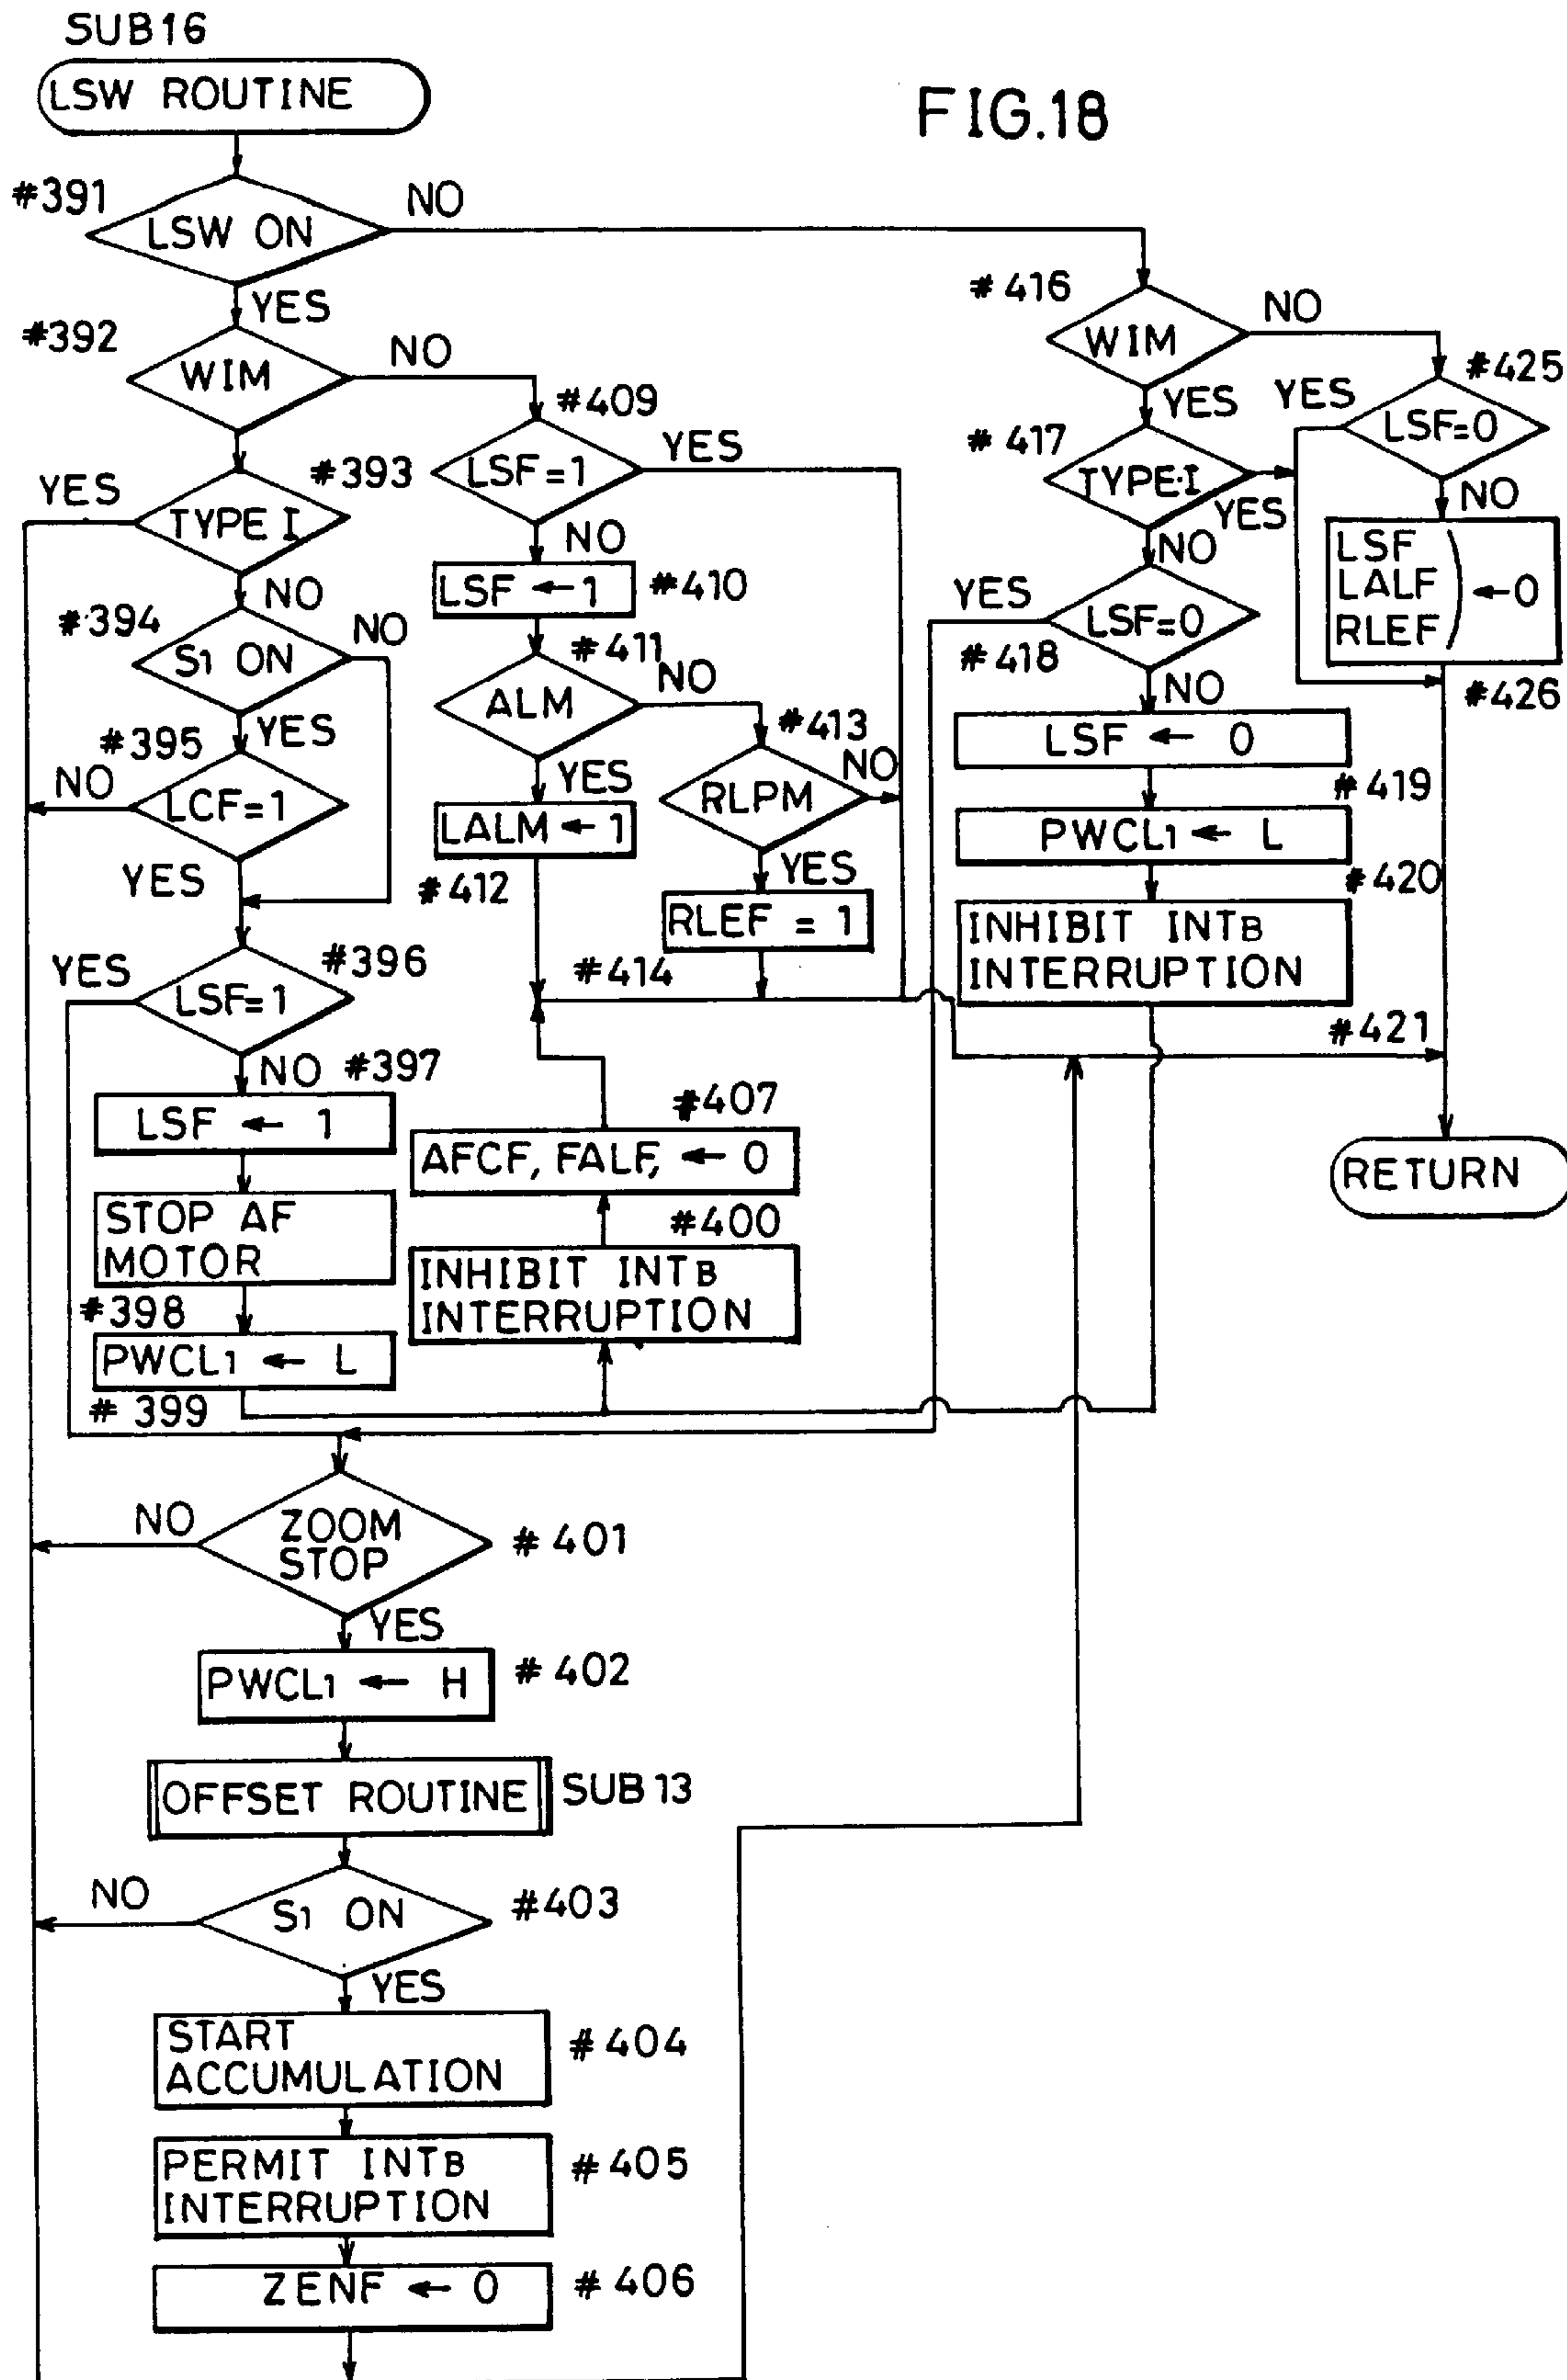 SUB16
LSW ROUTINE
FIG.18
#391
LSW ON
NO
YES
#392
WIM
NO
#393
YES
TYPE I
NO
#394
S1 ON
NO
YES
#395
NO
LCF=1
YES
#396
YES
LSF=1
NO
#397
LSF ← 1
STOP AF
MOTOR
#398
PWCL1 ← L
# 399
#409
LSF=1
YES
NO
LSF ← 1
#410
#411
ALM
NO
YES
LALM ← 1
#412
#413
RLPM
NO
YES
RLEF = 1
#414
#407
AFCF, FALF, ← 0
#400
INHIBIT INTB
INTERRUPTION
# 416
WIM
NO
YES
# 417
TYPE·I
YES
NO
YES
LSF=0
# 418
NO
LSF ← 0
#419
PWCL1 ← L
#420
INHIBIT INTB
INTERRUPTION
#421
#425
YES
LSF=0
NO
LSF
LALF
RLEF
) ← 0
#426
RETURN
NO
ZOOM
STOP
# 401
YES
PWCL1 ← H
# 402
OFFSET ROUTINE
SUB 13
NO
S1 ON
#403
YES
START
ACCUMULATION
# 404
PERMIT INTB
INTERRUPTION
# 405
ZENF ← 0
# 406